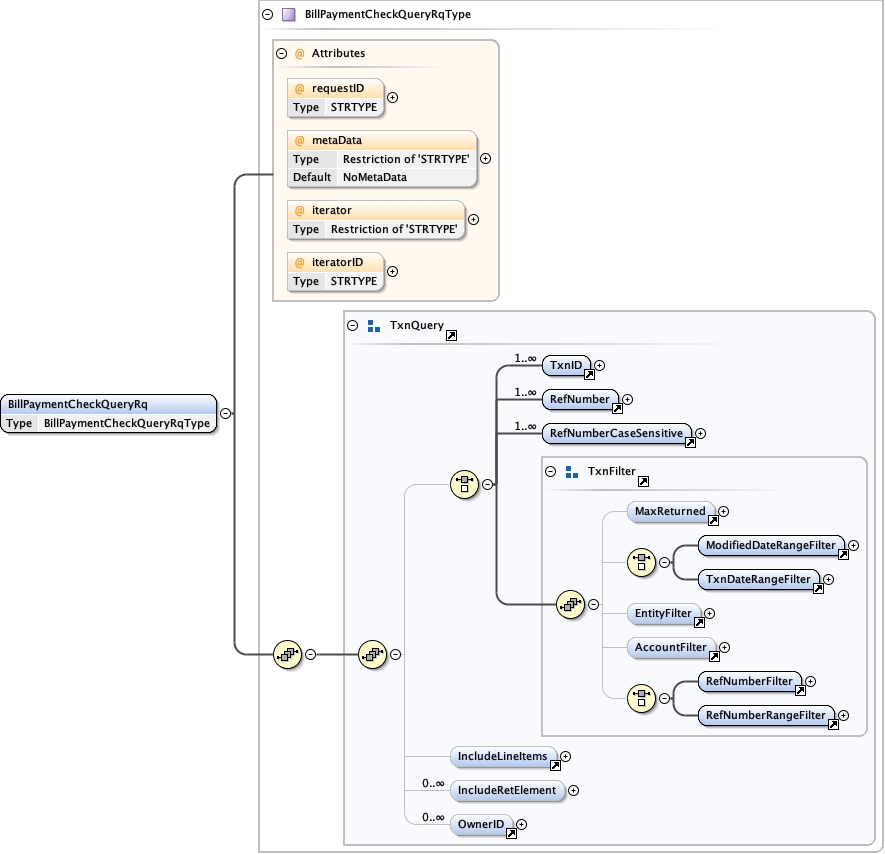 BillPaymentCheckQueryRqType
@ Attributes
@ requestID
Type STRTYPE
@ metaData
Type Restriction of 'STRTYPE'
Default NoMetaData
@ iterator
Type Restriction of 'STRTYPE'
@ iteratorID
Type STRTYPE
TxnQuery
1..∞ TxnID
1..∞ RefNumber
BillPaymentCheckQueryRq
Type BillPaymentCheckQueryRqType
1..∞ RefNumberCaseSensitive
TxnFilter
MaxReturned
ModifiedDateRangeFilter
TxnDateRangeFilter
EntityFilter
AccountFilter
RefNumberFilter
RefNumberRangeFilter
IncludeLineItems
0..∞ IncludeRetElement
0..∞ OwnerID